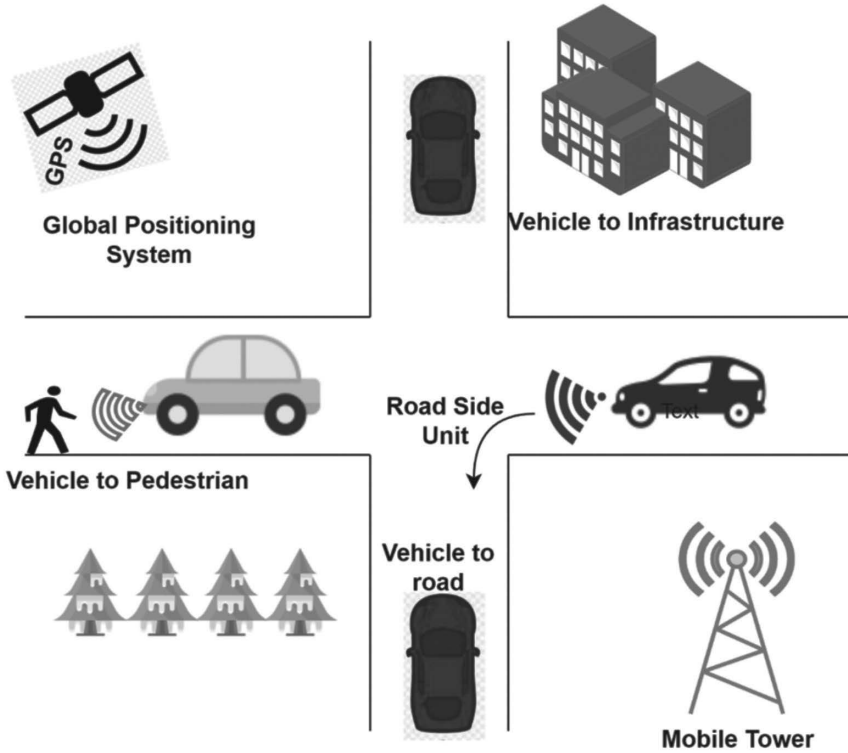 GPS
Global Positioning
System
Vehicle to Infrastructure
Road Side
Unit
Text
Vehicle to Pedestrian
Vehicle to
road
Mobile Tower